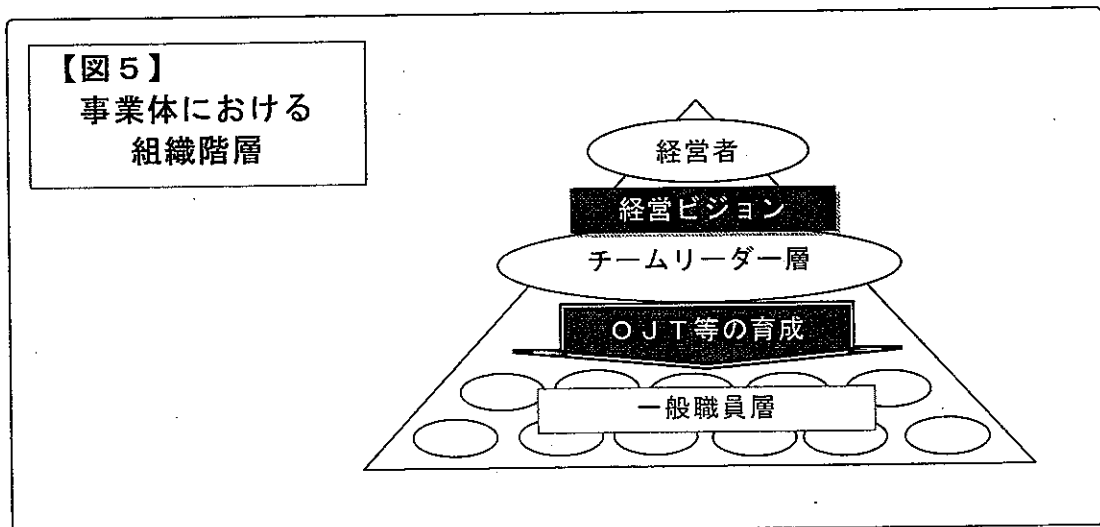 【図5】
事業体における
組織階層
経営者
経営ビジョン
チームリーダー層
OJT等の育成
一般職員層